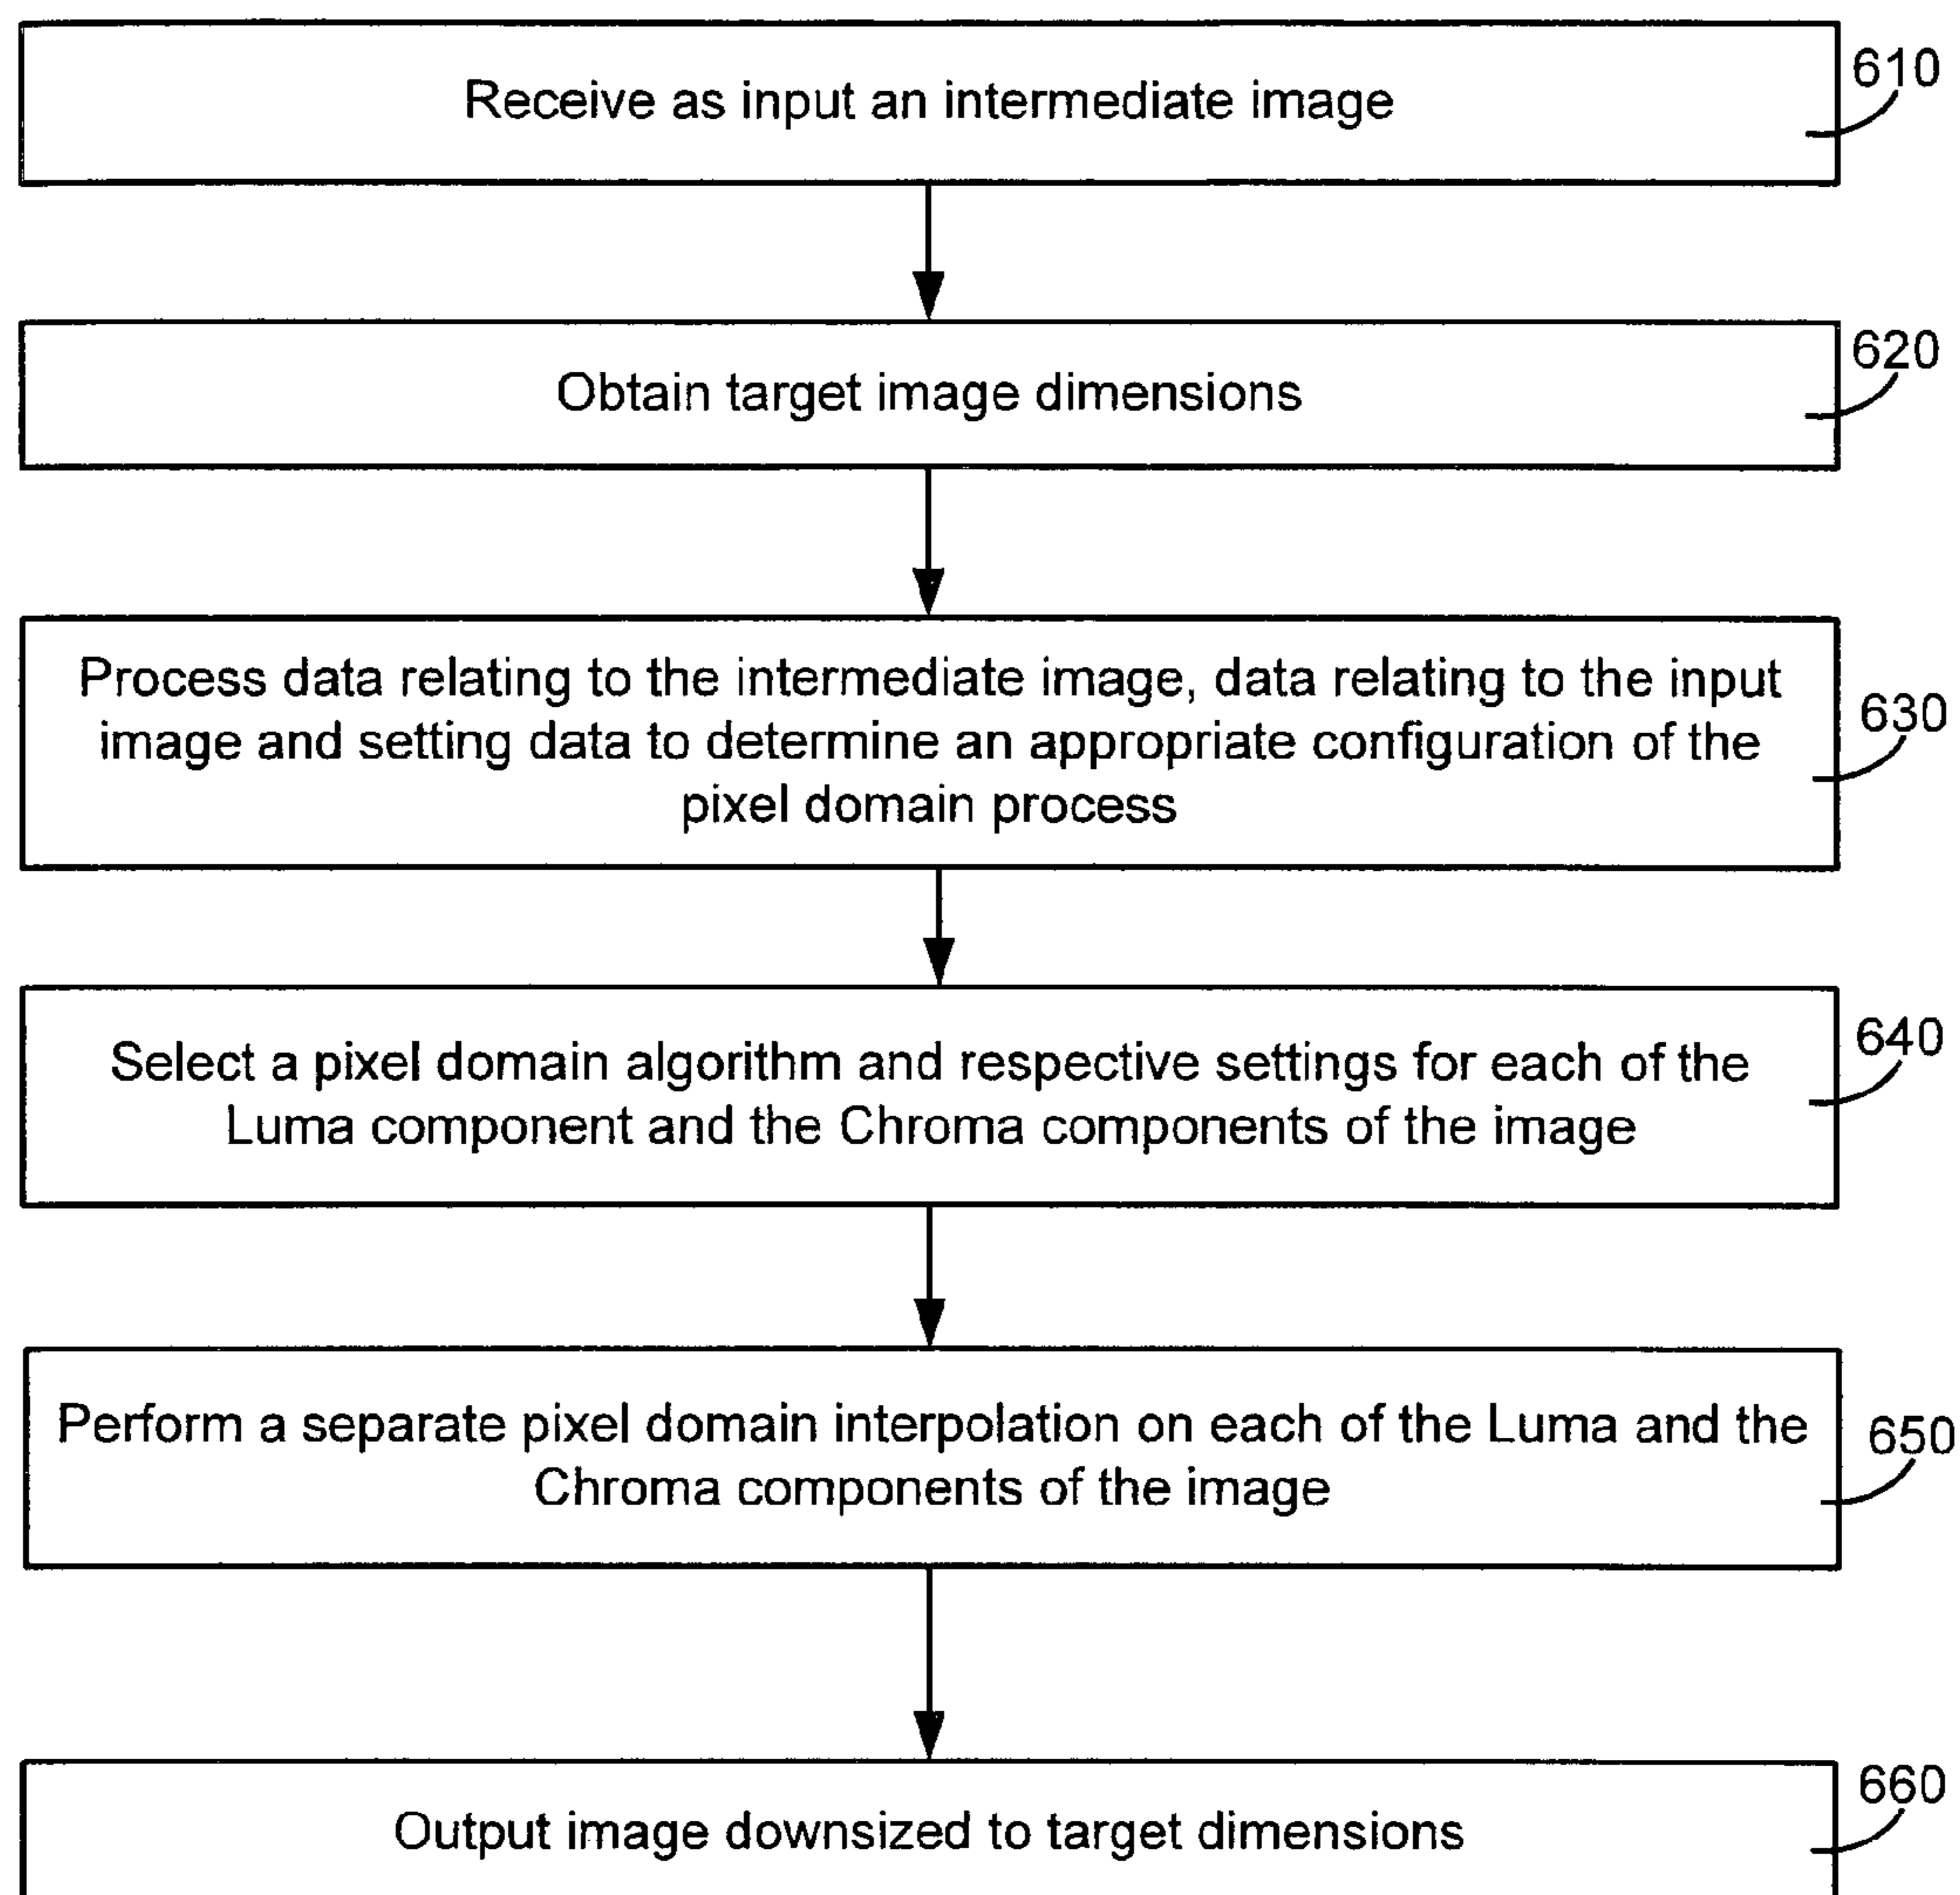 Receive as input an intermediate image
610
Obtain target image dimensions
620
Process data relating to the intermediate image, data relating to the input
image and setting data to determine an appropriate configuration of the
pixel domain process
630
Select a pixel domain algorithm and respective settings for each of the
Luma component and the Chroma components of the image
640
Perform a separate pixel domain interpolation on each of the Luma and the
Chroma components of the image
650
Output image downsized to target dimensions
660